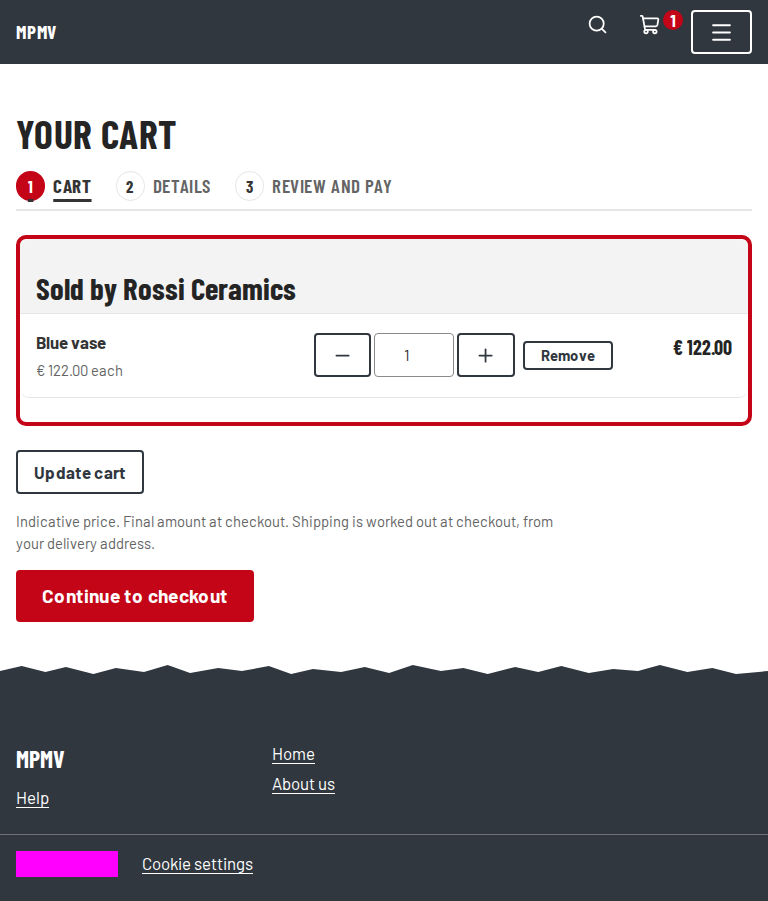 MPMV
1
YOUR CART
1 CART 2 DETAILS 3 REVIEW AND PAY
Sold by Rossi Ceramics
Blue vase
€ 122.00 each
1
Remove
€ 122.00
Update cart
Indicative price. Final amount at checkout. Shipping is worked out at checkout, from
your delivery address.
Continue to checkout
MPMV
Help
Home
About us
Cookie settings